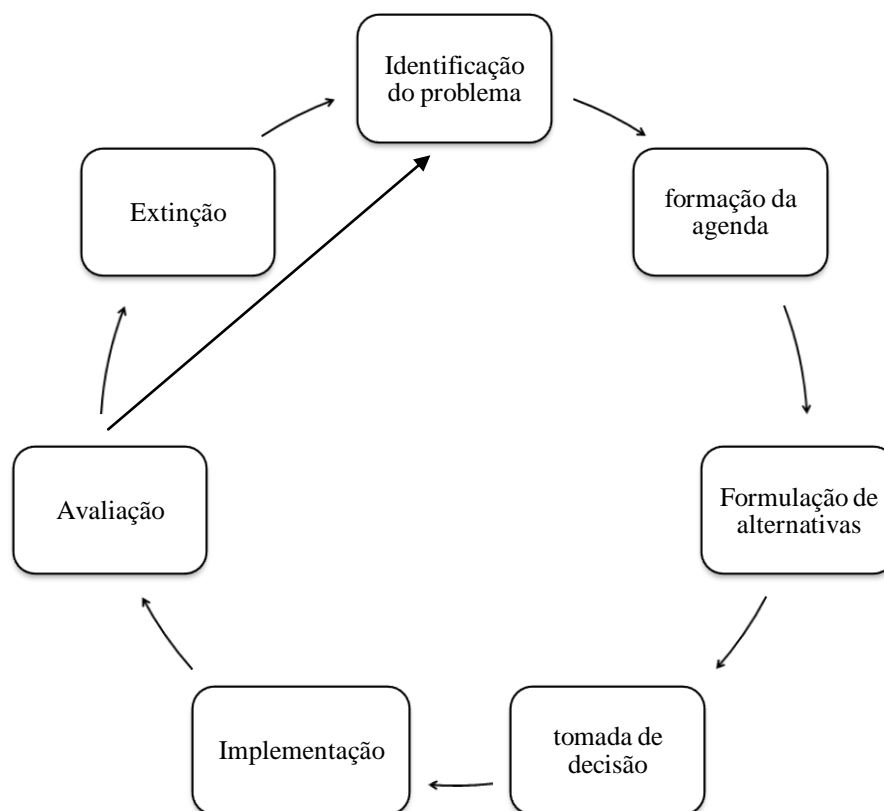 Identificação
do problema
formação da
agenda
Formulação de
alternativas
tomada de
decisão
Implementação
Avaliação
Extinção